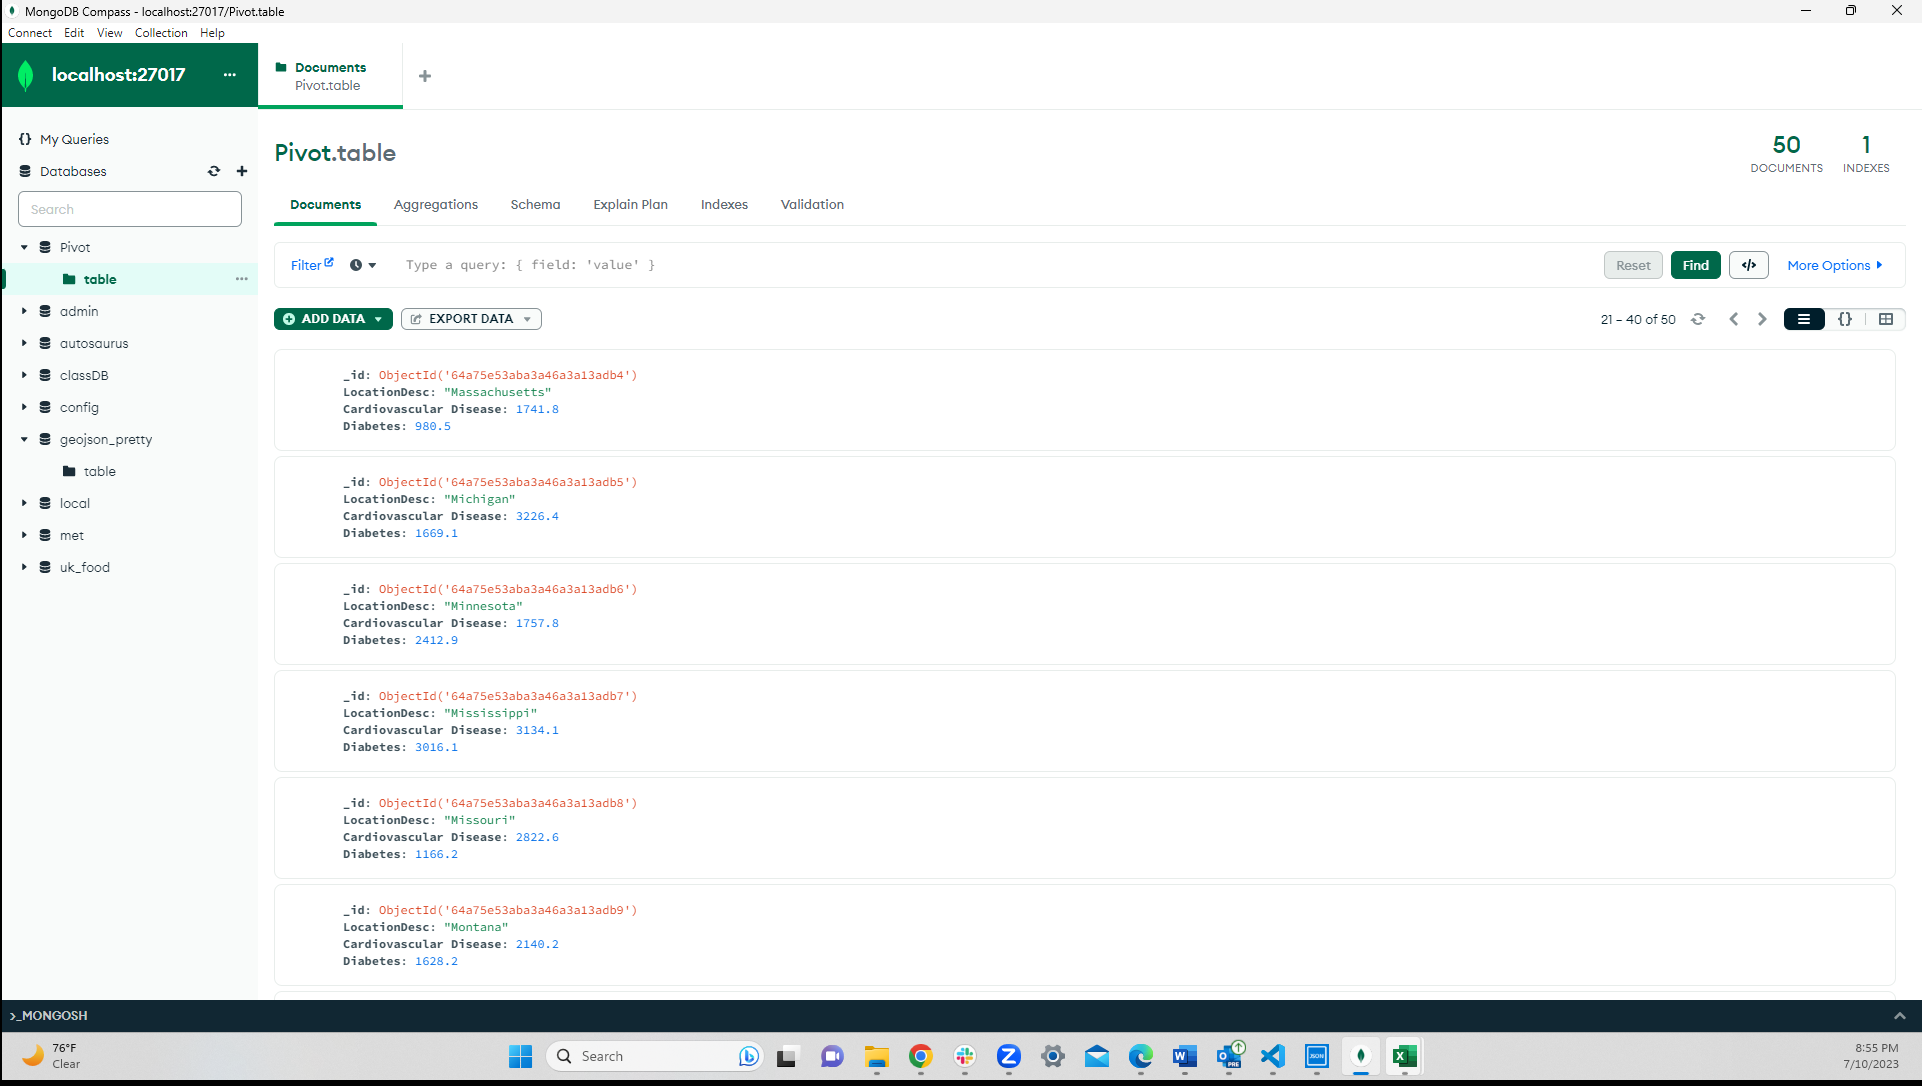 MongoDB Compass - localhost:27017/Pivot.table
Connect Edit View Collection Help
localhost:27017 ...
Documents
Pivot.table
{} My Queries
Databases
Search
Pivot
table
admin
autosaurus
classDB
config
geojson_pretty
table
local
met
uk_food
Pivot.table
50
DOCUMENTS
1
INDEXES
Documents Aggregations Schema Explain Plan Indexes Validation
Filter Type a query: { field: 'value' } Reset Find </> More Options
ADD DATA EXPORT DATA 21 – 40 of 50 {}
_id: ObjectId('64a75e53aba3a46a3a13adb4')
LocationDesc: "Massachusetts"
Cardiovascular Disease: 1741.8
Diabetes: 980.5
_id: ObjectId('64a75e53aba3a46a3a13adb5')
LocationDesc: "Michigan"
Cardiovascular Disease: 3226.4
Diabetes: 1669.1
_id: ObjectId('64a75e53aba3a46a3a13adb6')
LocationDesc: "Minnesota"
Cardiovascular Disease: 1757.8
Diabetes: 2412.9
_id: ObjectId('64a75e53aba3a46a3a13adb7')
LocationDesc: "Mississippi"
Cardiovascular Disease: 3134.1
Diabetes: 3016.1
_id: ObjectId('64a75e53aba3a46a3a13adb8')
LocationDesc: "Missouri"
Cardiovascular Disease: 2822.6
Diabetes: 1166.2
_id: ObjectId('64a75e53aba3a46a3a13adb9')
LocationDesc: "Montana"
Cardiovascular Disease: 2140.2
Diabetes: 1628.2
>_MONGOSH
76°F
Clear
Search
PRE
JSON
8:55 PM
7/10/2023